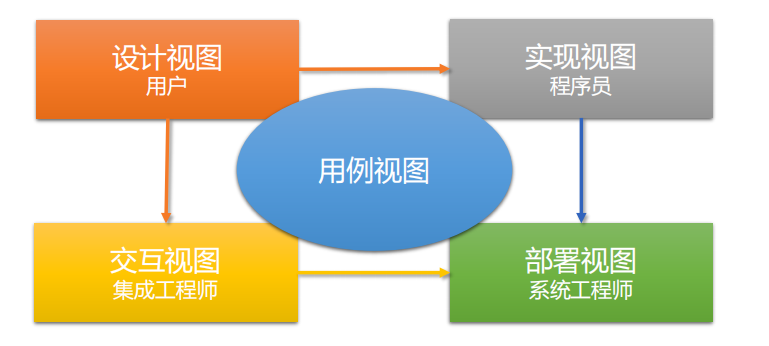 设计视图
用户
实现视图
程序员
用例视图
交互视图
集成工程师
部署视图
系统工程师